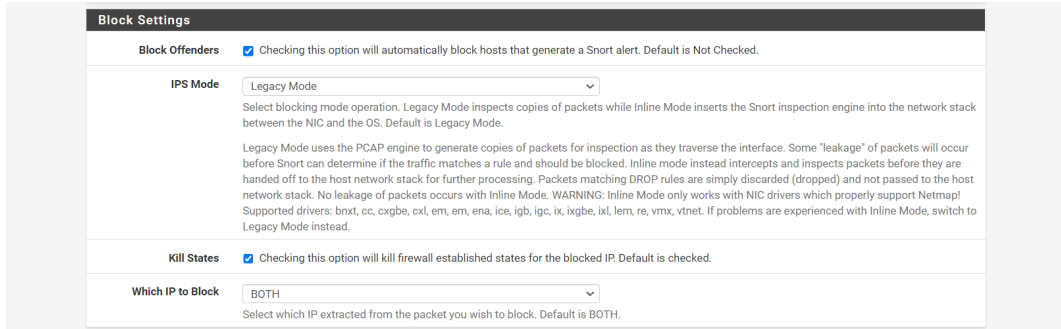 Block Settings
Block Offenders
Checking this option will automatically block hosts that generate a Snort alert. Default is Not Checked.
IPS Mode
Legacy Mode
Select blocking mode operation. Legacy Mode inspects copies of packets while Inline Mode inserts the Snort inspection engine into the network stack
between the NIC and the OS. Default is Legacy Mode.
Legacy Mode uses the PCAP engine to generate copies of packets for inspection as they traverse the interface. Some "leakage" of packets will occur
before Snort can determine if the traffic matches a rule and should be blocked. Inline mode instead intercepts and inspects packets before they are
handed off to the host network stack for further processing. Packets matching DROP rules are simply discarded (dropped) and not passed to the host
network stack. No leakage of packets occurs with Inline Mode. WARNING: Inline Mode only works with NIC drivers which properly support Netmap!
Supported drivers: bnxt, cc, cxgbe, cxl, em, em, ena, ice, igb, igc, ix, ixgbe, ixl, lem, re, vmx, vtnet. If problems are experienced with Inline Mode, switch to
Legacy Mode instead.
Kill States
Checking this option will kill firewall established states for the blocked IP. Default is checked.
Which IP to Block
BOTH
Select which IP extracted from the packet you wish to block. Default is BOTH.